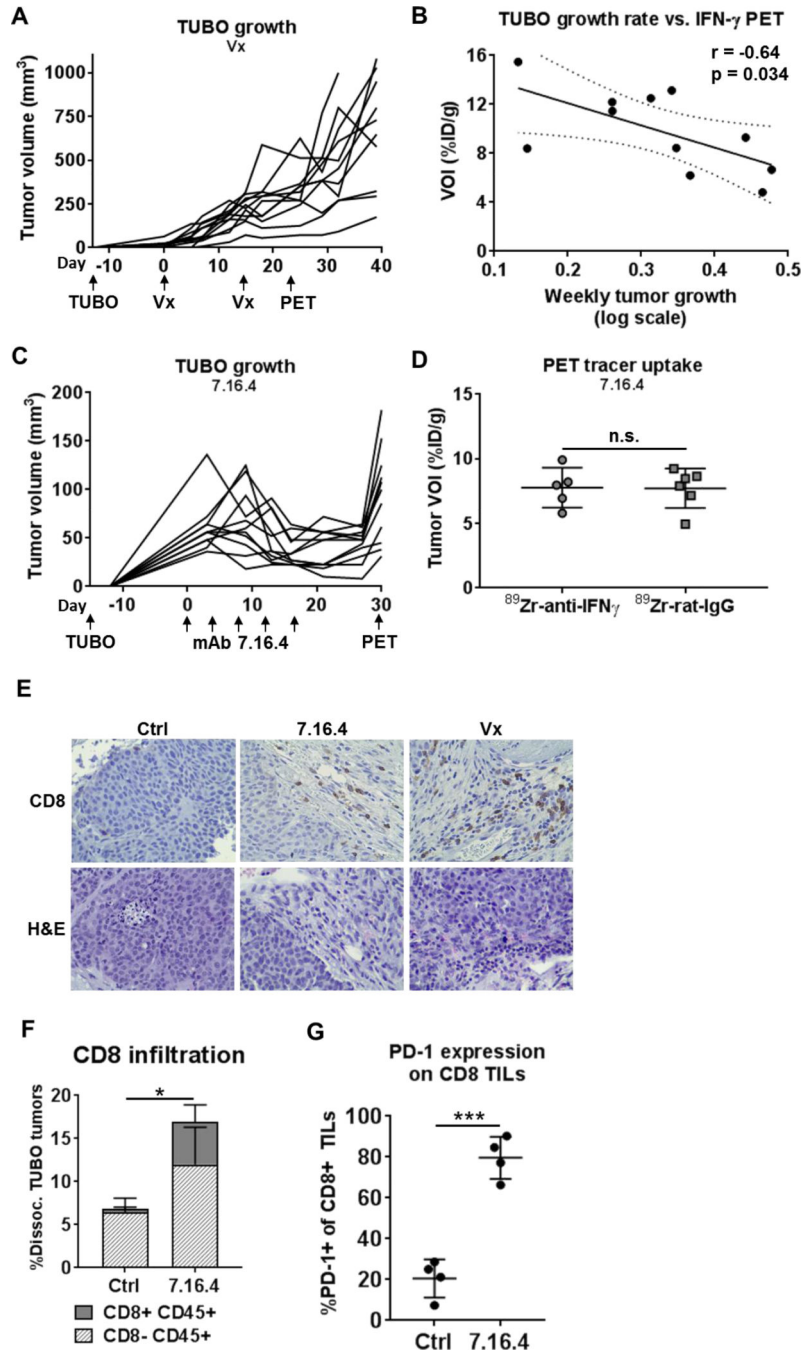 A
TUBO growth
Vx
Tumor volume (mm³)
1000
750
500
250
0
Day
-10 0 10 20 30 40
TUBO Vx Vx PET
B
TUBO growth rate vs. IFN-γ PET
r = -0.64
p = 0.034
VOI (%ID/g)
16
12
8
4
0
0.1 0.2 0.3 0.4 0.5
Weekly tumor growth
(log scale)
C
TUBO growth
7.16.4
Tumor volume (mm³)
200
150
100
50
0
Day
-10 0 10 20 30
TUBO mAb 7.16.4 PET
D
PET tracer uptake
7.16.4
n.s.
Tumor VOI (%ID/g)
15
10
5
0
⁸⁹Zr-anti-IFNγ ⁸⁹Zr-rat-IgG
E
Ctrl 7.16.4 Vx
CD8
H&E
F
CD8 infiltration
*
%Dissoc. TUBO tumors
20
15
10
5
0
Ctrl 7.16.4
CD8+ CD45+
CD8- CD45+
G
PD-1 expression
on CD8 TILs
***
%PD-1+ of CD8+ TILs
100
80
60
40
20
0
Ctrl 7.16.4